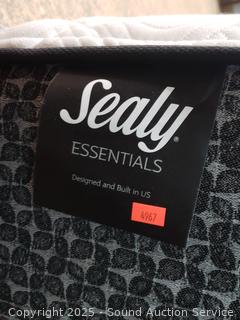 Sealy®
ESSENTIALS
Designed and Built in US
4967
Copyright 2025 - Sound Auction Service